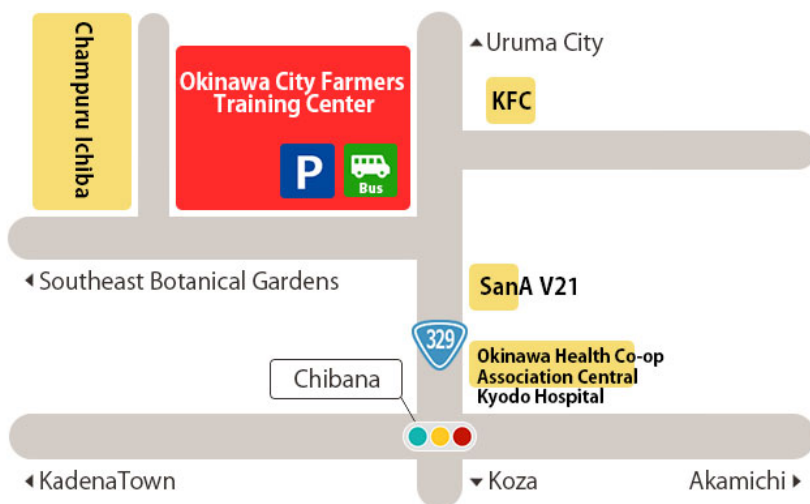 Champuru Ichiba
Okinawa City Farmers
Training Center
P
Bus
▲Uruma City
KFC
◀Southeast Botanical Gardens
SanA V21
329
Okinawa Health Co-op
Association Central
Kyodo Hospital
Chibana
◀KadenaTown
▼Koza
Akamichi▶